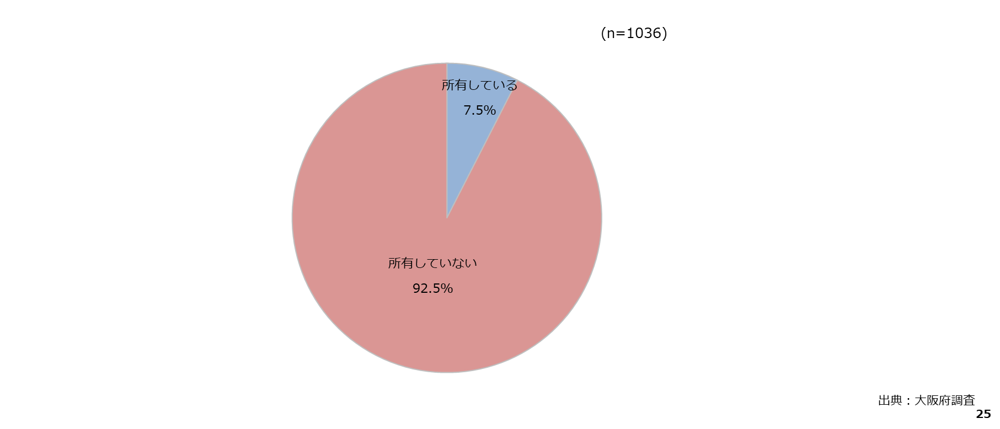 (n=1036)
所有している
7.5%
所有していない
92.5%
出典：大阪府調査
25